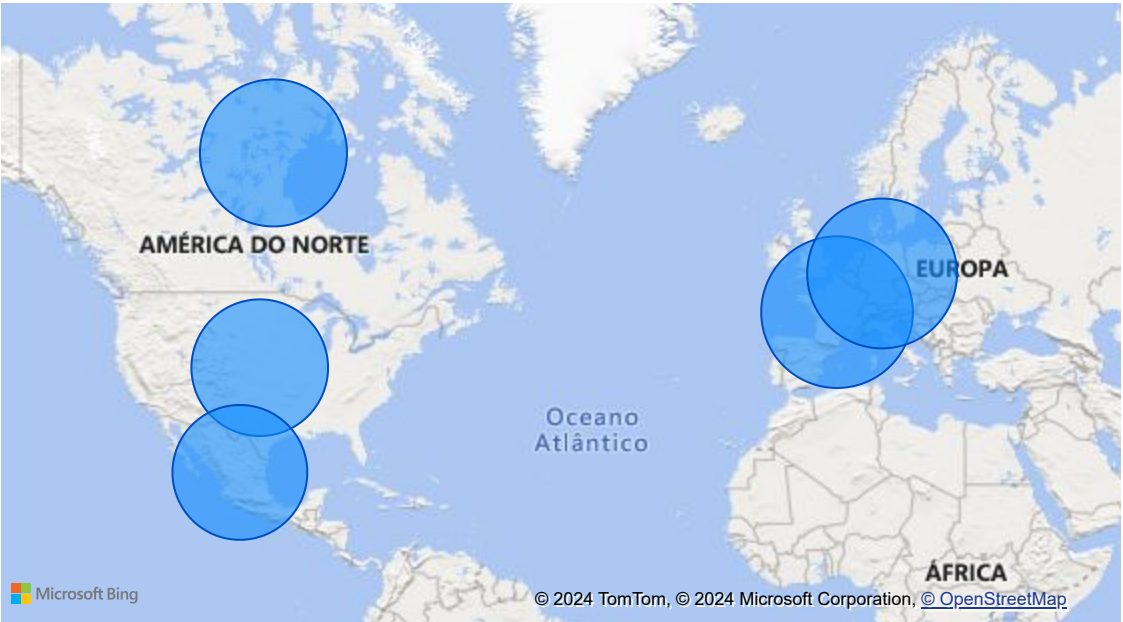 AMÉRICA DO NORTE
EUROPA
Oceano
Atlântico
ÁFRICA
Microsoft Bing
© 2024 TomTom, © 2024 Microsoft Corporation, © OpenStreetMap